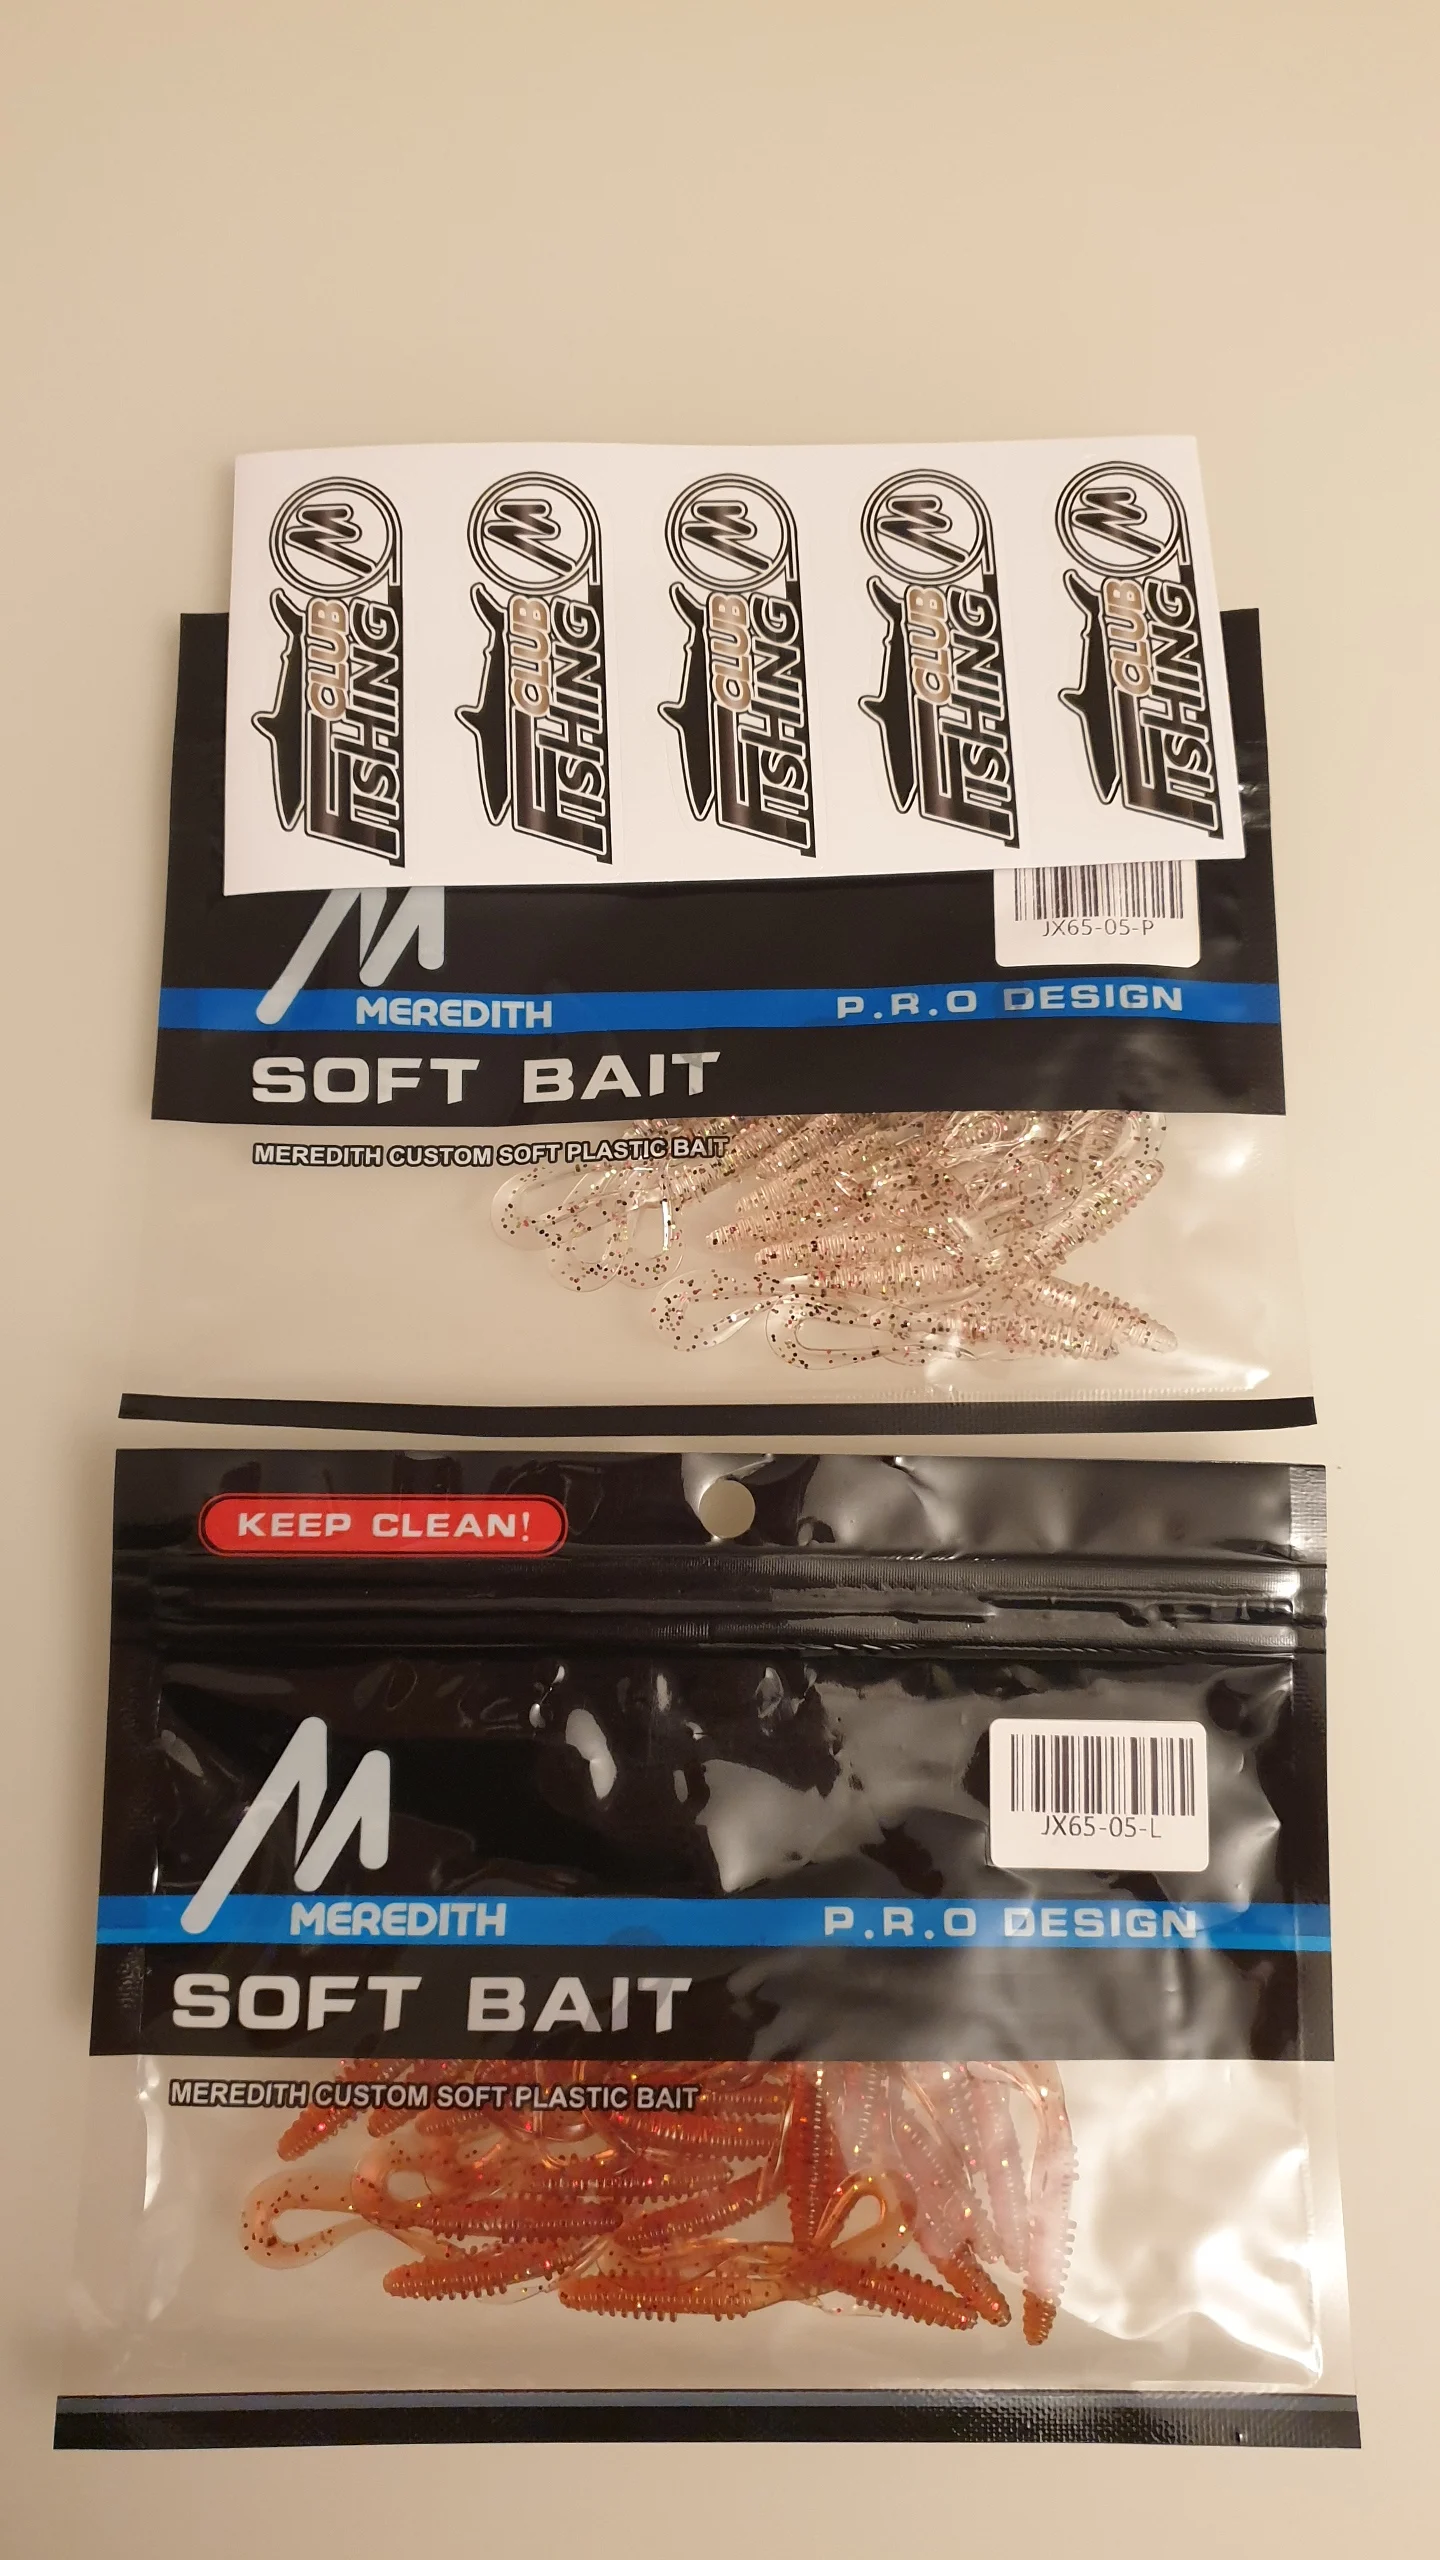 M CLUB FISHING
M CLUB FISHING
M CLUB FISHING
M CLUB FISHING
M CLUB FISHING
JX65-05-P
MEREDITH P.R.O DESIGN
SOFT BAIT
MEREDITH CUSTOM SOFT PLASTIC BAIT
KEEP CLEAN!
JX65-05-L
MEREDITH P.R.O DESIGN
SOFT BAIT
MEREDITH CUSTOM SOFT PLASTIC BAIT